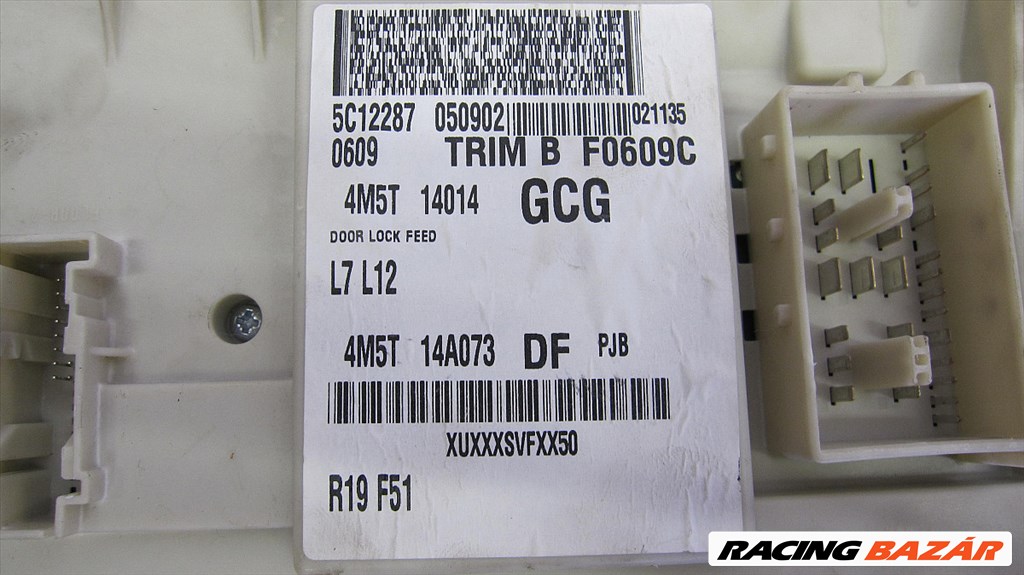 5C12287 050902 021135
0609 TRIM B F0609C
4M5T 14014 GCG
DOOR LOCK FEED
L7 L12
4M5T 14A073 DF PJB
XUXXXSVFXX50
R19 F51
RACING BAZÁR